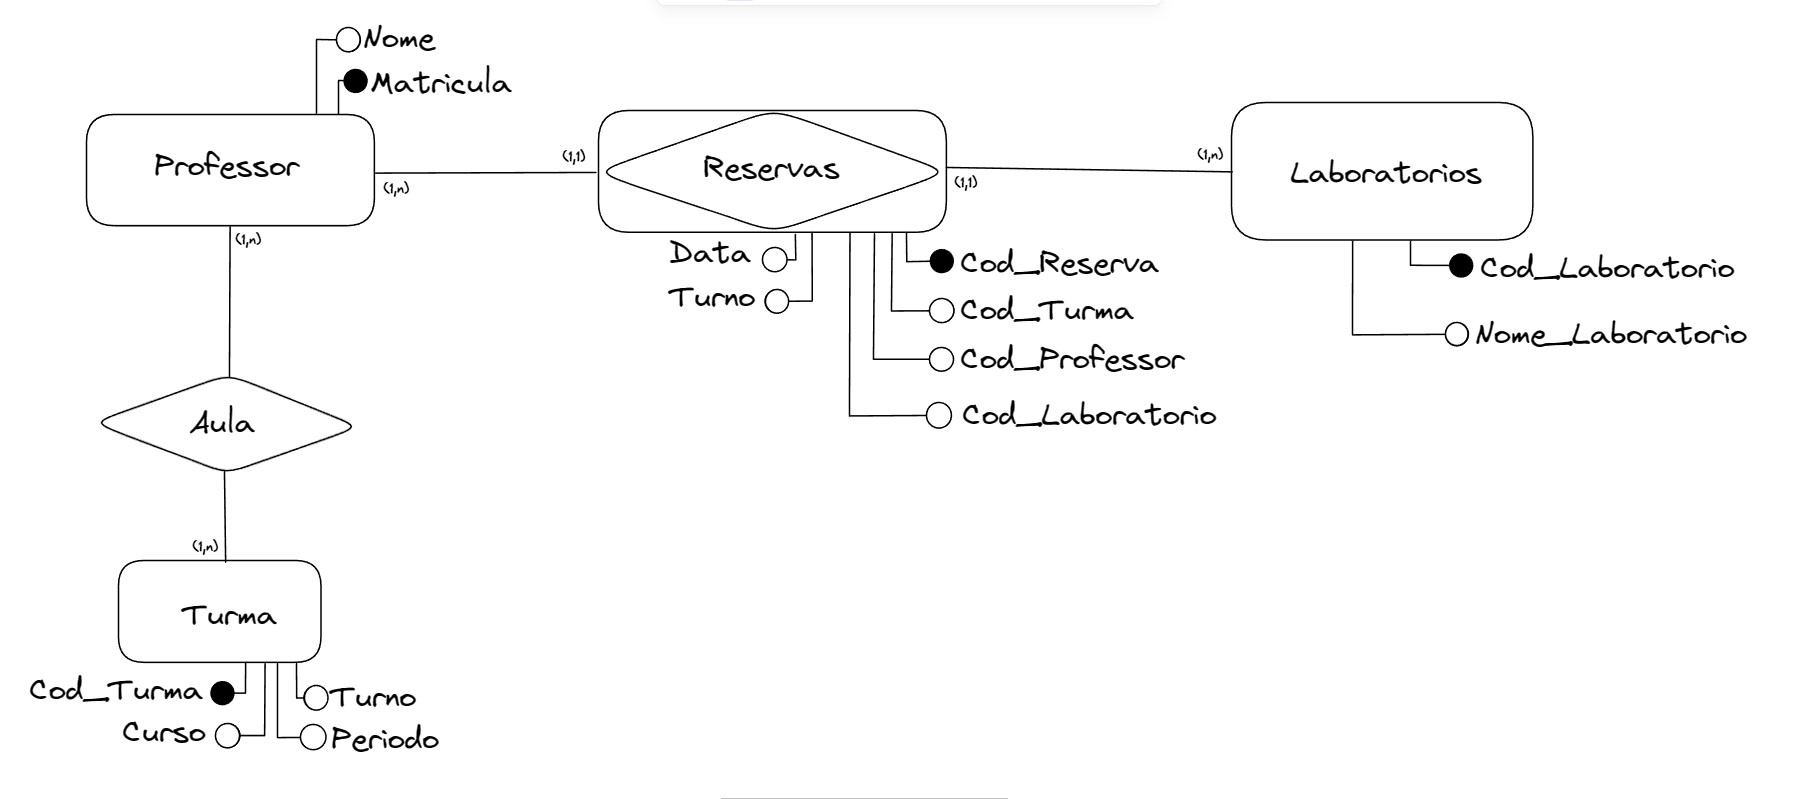 Nome
Matricula
Professor
(1,n)
(1,1)
Reservas
(1,1)
(1,n)
Laboratorios
(1,n)
Data
Turno
Cod_Reserva
Cod_Turma
Cod_Professor
Cod_Laboratorio
Cod_Laboratorio
Nome_Laboratorio
Aula
(1,n)
Turma
Cod_Turma
Turno
Curso
Periodo